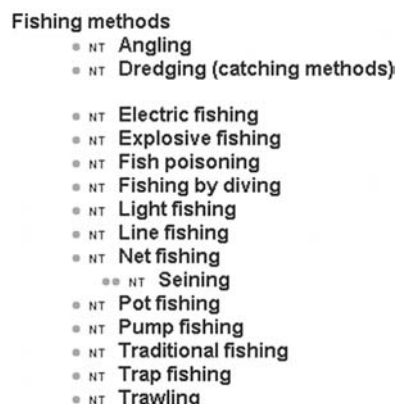 Fishing methods
NT Angling
NT Dredging (catching methods)
NT Electric fishing
NT Explosive fishing
NT Fish poisoning
NT Fishing by diving
NT Light fishing
NT Line fishing
NT Net fishing
NT Seining
NT Pot fishing
NT Pump fishing
NT Traditional fishing
NT Trap fishing
NT Trawling